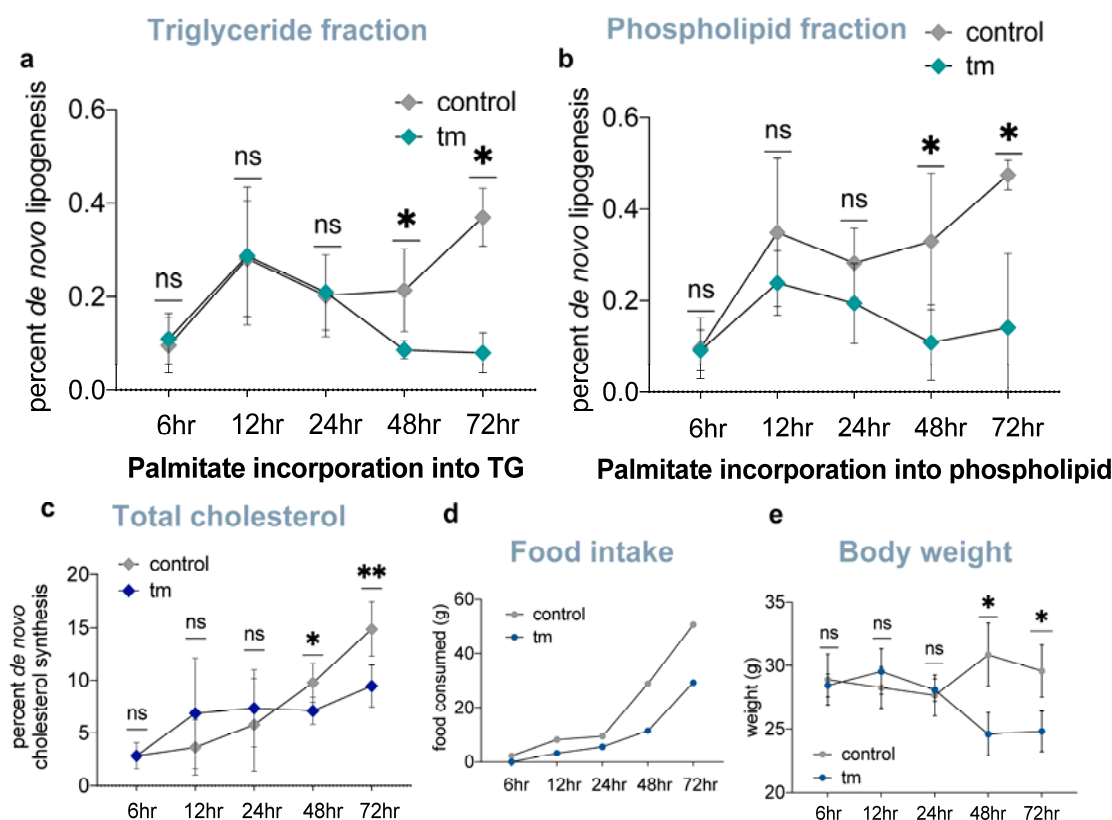 Triglyceride fraction
a
percent de novo lipogenesis
control
tm
0.6
0.4
0.2
0.0
ns
ns
ns
*
*
6hr
12hr
24hr
48hr
72hr
Palmitate incorporation into TG
Phospholipid fraction
b
percent de novo lipogenesis
control
tm
0.6
0.4
0.2
0.0
ns
ns
ns
*
*
6hr
12hr
24hr
48hr
72hr
Palmitate incorporation into phospholipid
c
Total cholesterol
percent de novo
cholesterol synthesis
control
tm
20
15
10
5
0
ns
ns
ns
*
**
6hr
12hr
24hr
48hr
72hr
d
Food intake
food consumed (g)
control
tm
60
40
20
0
6hr
12hr
24hr
48hr
72hr
e
Body weight
weight (g)
35
30
25
20
ns
ns
ns
*
*
control
tm
6hr
12hr
24hr
48hr
72hr